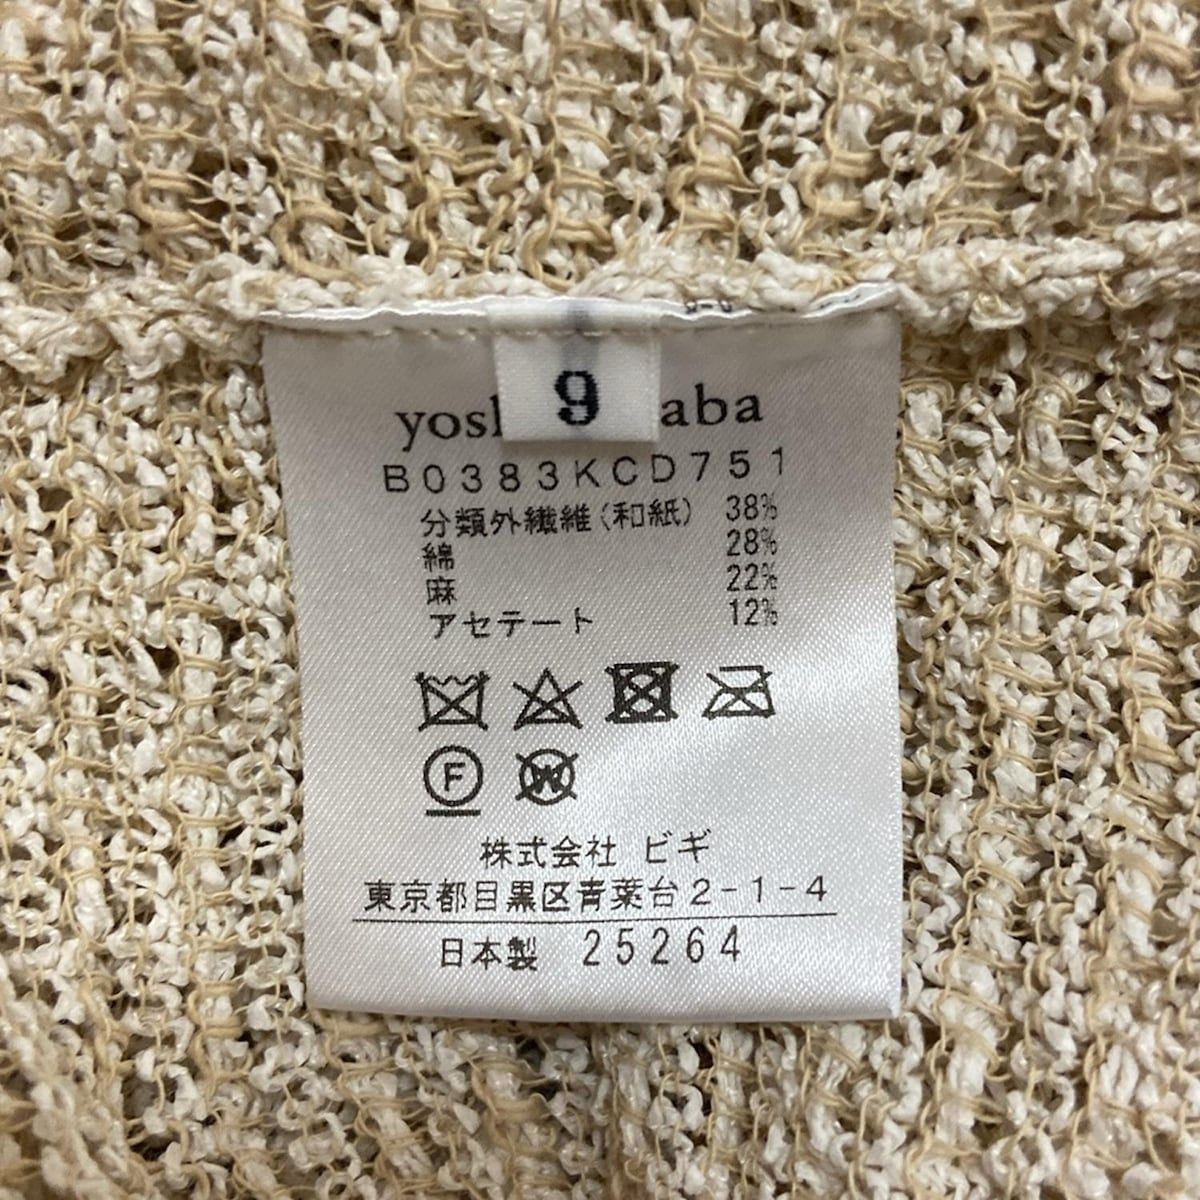 9
yosh aba
B0383KCD751
分類外繊維(和紙) 38%
綿 28%
麻 22%
アセテート 12%
F W
株式会社 ビギ
東京都目黒区青葉台2-1-4
日本製 25264